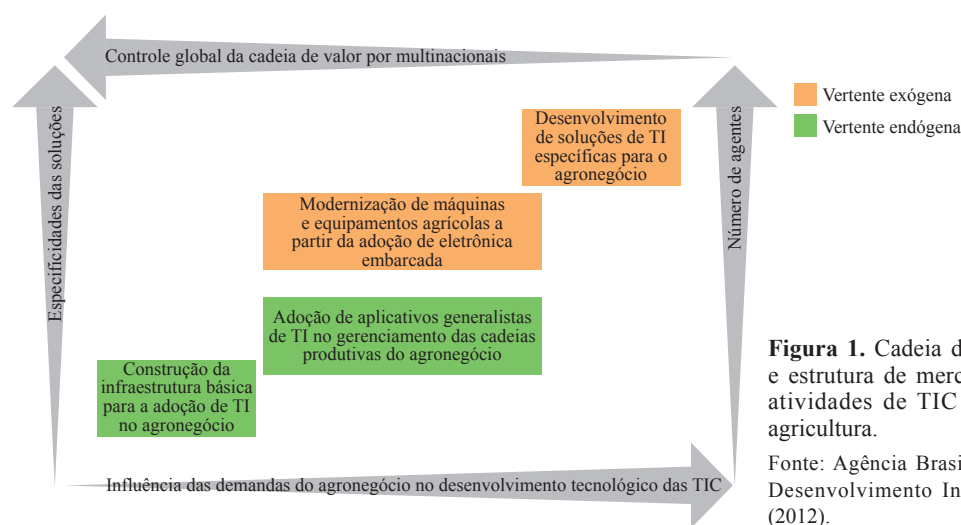 Controle global da cadeia de valor por multinacionais
Especificidades das soluções
Número de agentes
Vertente exógena
Vertente endógena
Desenvolvimento
de soluções de TI
específicas para o
agronegócio
Modernização de máquinas
e equipamentos agrícolas a
partir da adoção de eletrônica
embarcada
Adoção de aplicativos generalistas
de TI no gerenciamento das cadeias
produtivas do agronegócio
Construção da
infraestrutura básica
para a adoção de TI
no agronegócio
Influência das demandas do agronegócio no desenvolvimento tecnológico das TIC
Figura 1. Cadeia d
e estrutura de merc
atividades de TIC
agricultura.
Fonte: Agência Brasi
Desenvolvimento In
(2012).